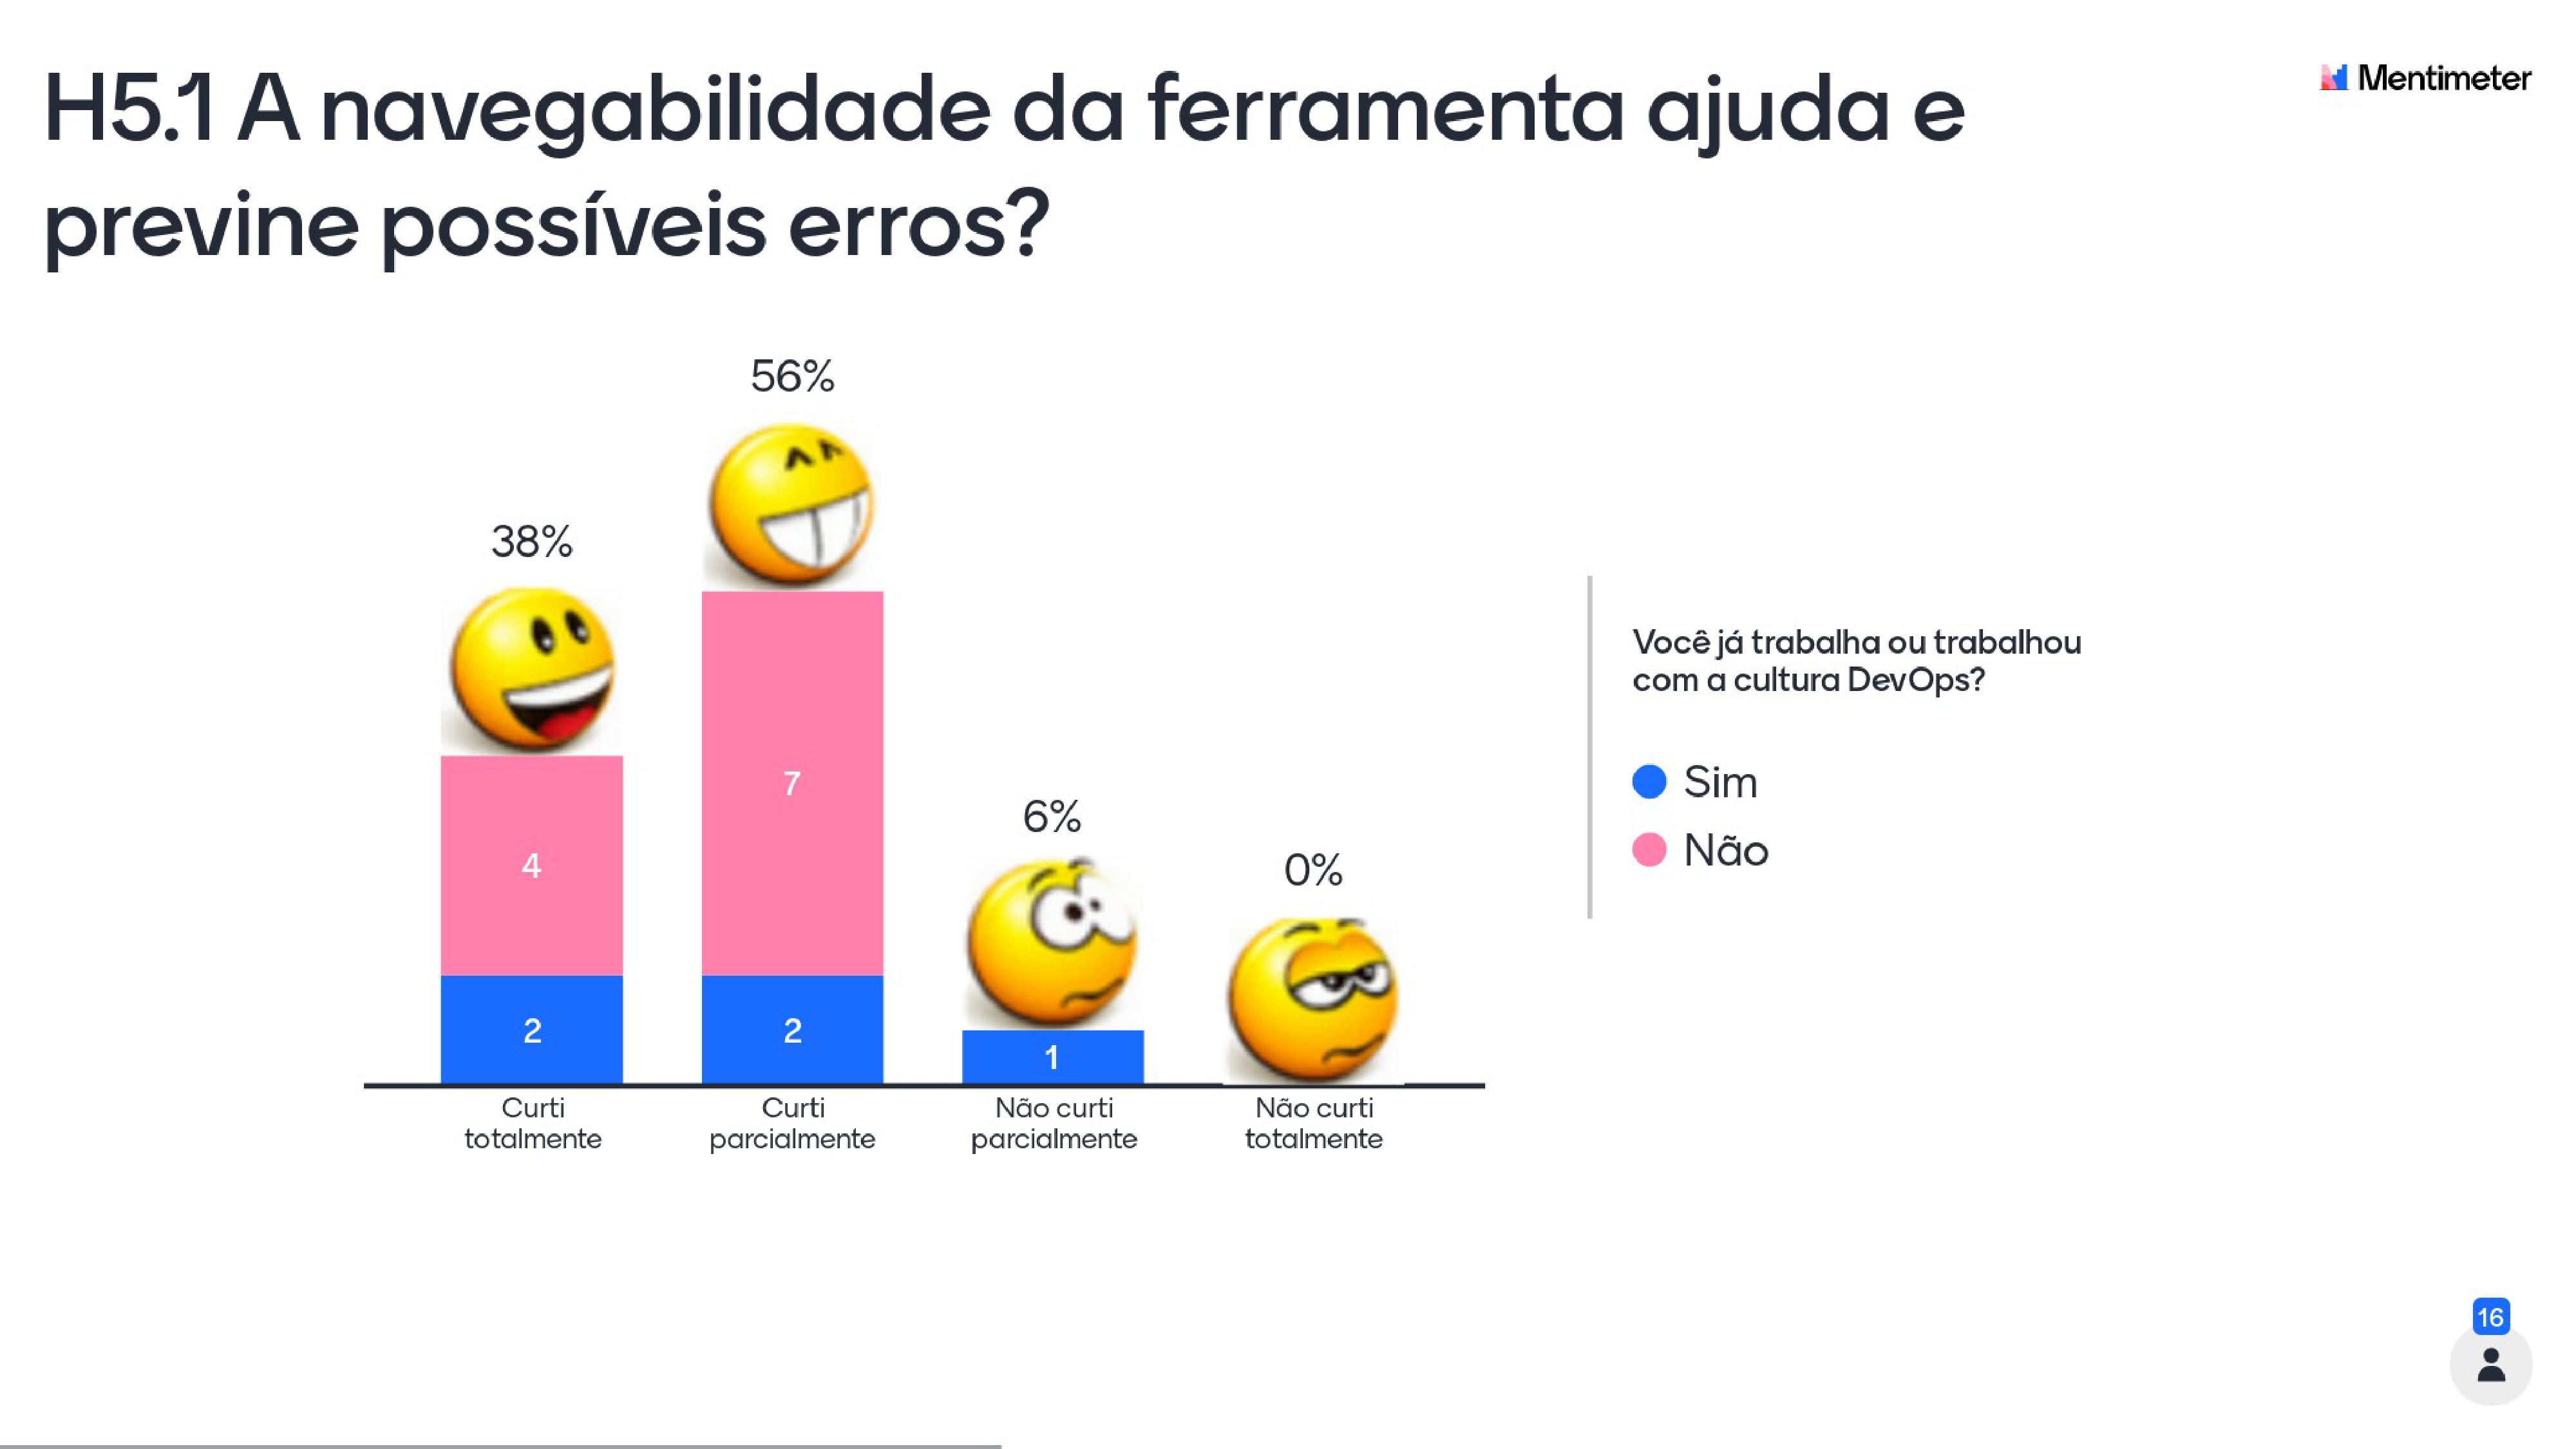 H5.1 A navegabilidade da ferramenta ajuda e
previne possíveis erros?
Mentimeter
38%
56%
6%
0%
4
7
2
2
1
Curti
totalmente
Curti
parcialmente
Não curti
parcialmente
Não curti
totalmente
Você já trabalha ou trabalhou
com a cultura DevOps?
Sim
Não
16